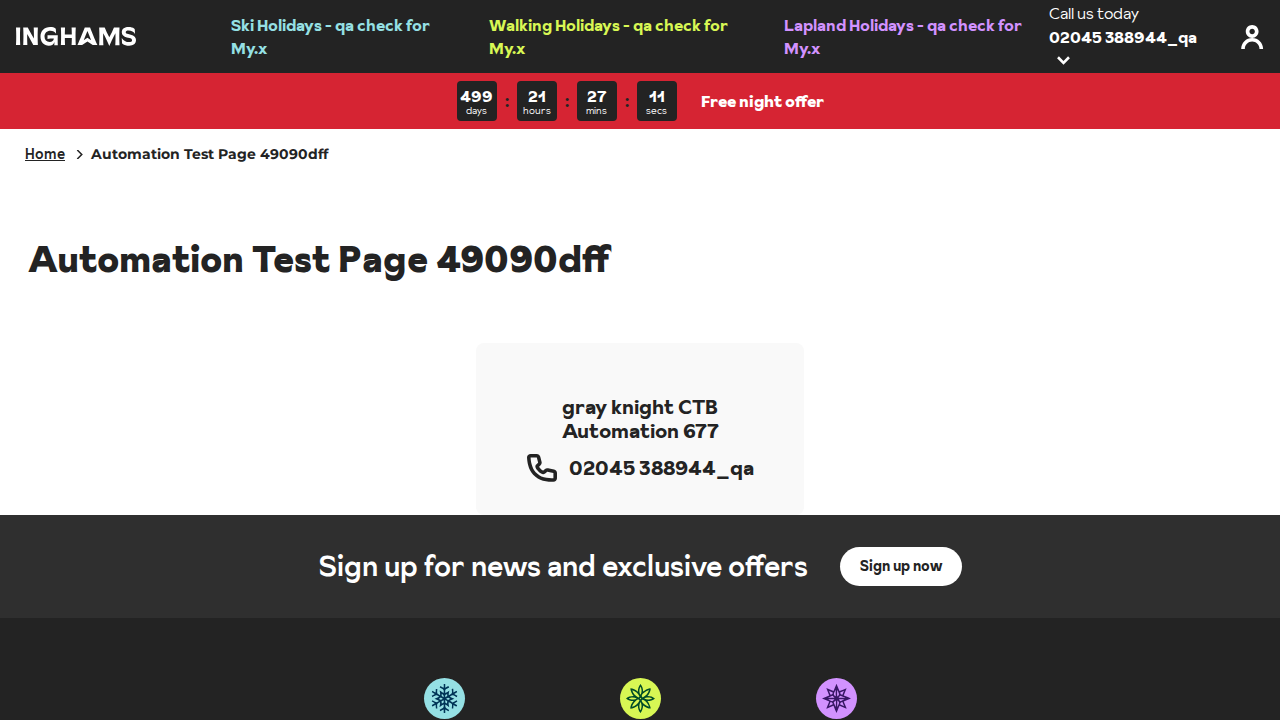 INGHAMS
Ski Holidays - qa check for
My.x
Walking Holidays - qa check for
My.x
Lapland Holidays - qa check for
My.x
Call us today
02045 388944_qa
499 : 21 : 27 : 11
days hours mins secs
Free night offer
Home > Automation Test Page 49090dff
Automation Test Page 49090dff
gray knight CTB
Automation 677
02045 388944_qa
Sign up for news and exclusive offers
Sign up now